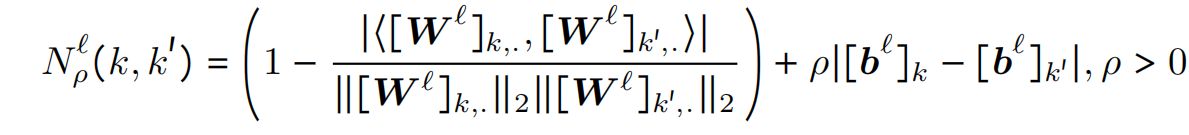 N_ρ^ℓ(k, k′) = (1 − |⟨[W^ℓ]_{k,.}, [W^ℓ]_{k′,.}⟩| / ||[W^ℓ]_{k,.}||_2 ||[W^ℓ]_{k′,.}||_2) + ρ|[b^ℓ]_k − [b^ℓ]_{k′}|, ρ > 0